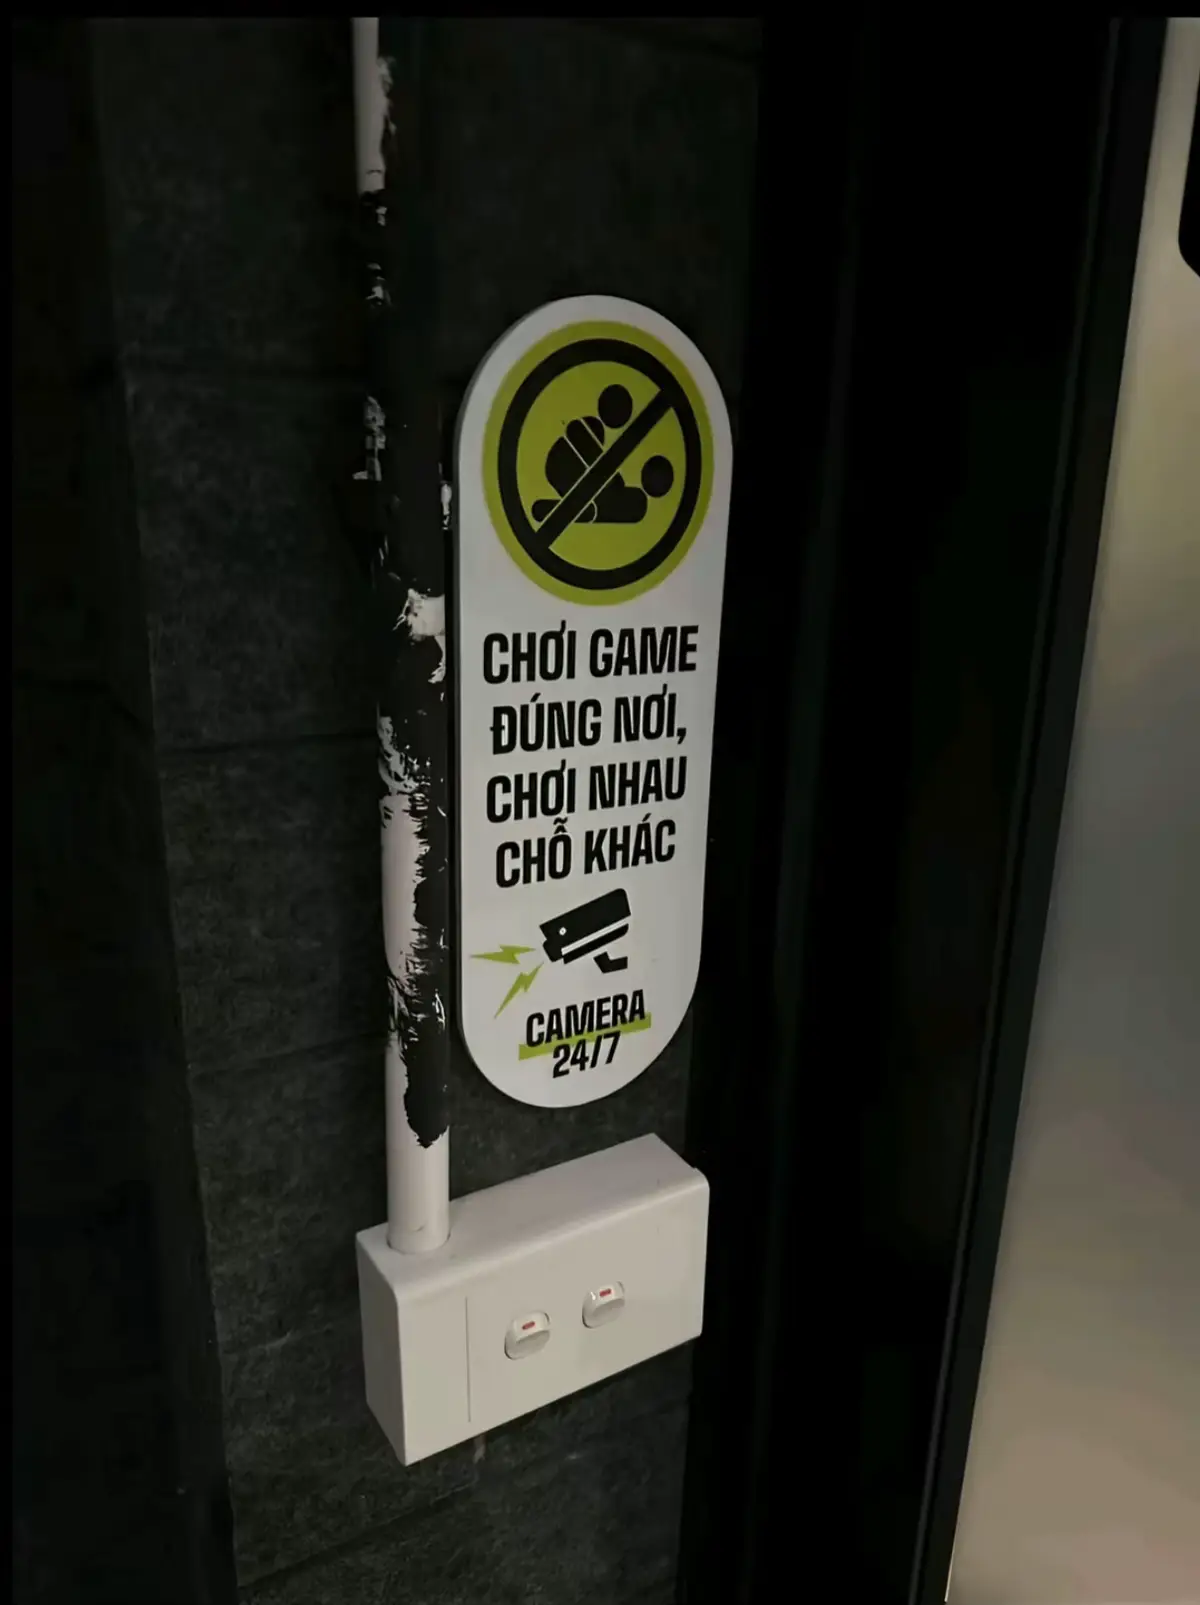 CHƠI GAME
ĐÚNG NƠI,
CHƠI NHAU
CHỖ KHÁC
CAMERA
24/7